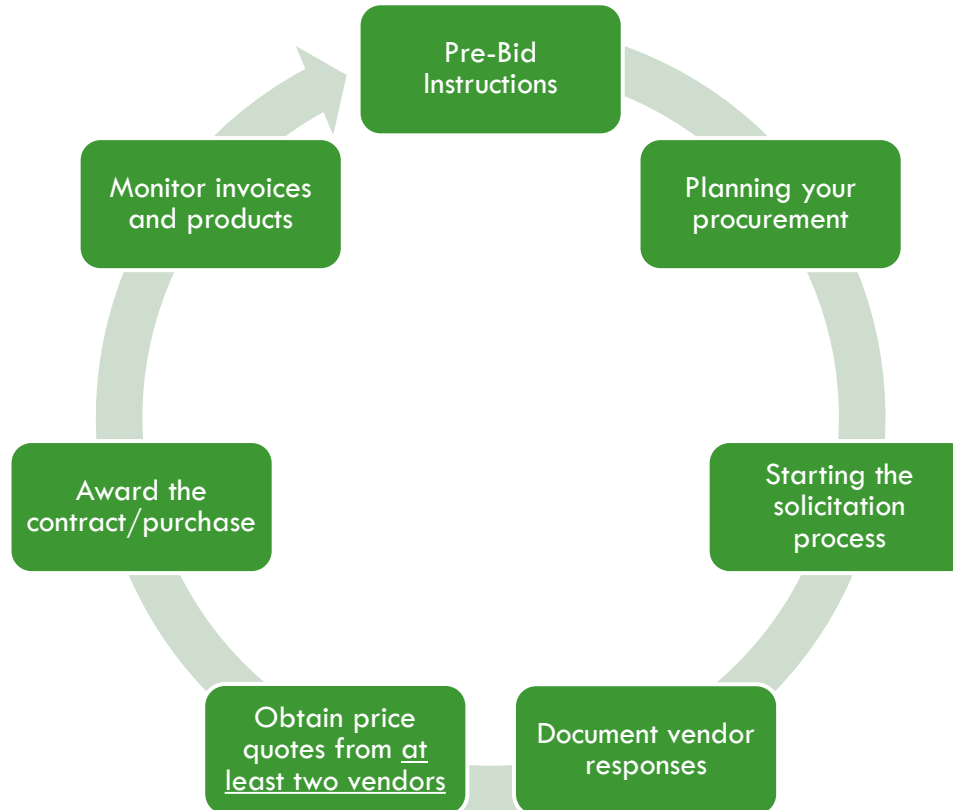 Pre-Bid
Instructions
Planning your
procurement
Starting the
solicitation
process
Document vendor
responses
Obtain price
quotes from at
least two vendors
Award the
contract/purchase
Monitor invoices
and products